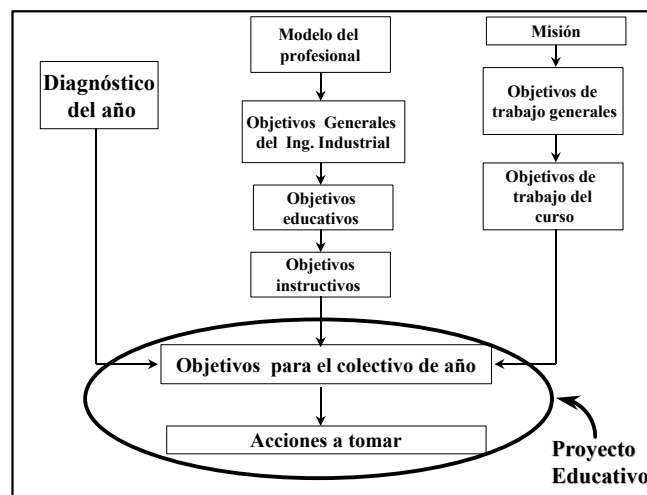 Modelo del
profesional
Misión
Diagnóstico
del año
Objetivos de
trabajo generales
Objetivos Generales
del Ing. Industrial
Objetivos de
trabajo del
curso
Objetivos
educativos
Objetivos
instructivos
Objetivos para el colectivo de año
Acciones a tomar
Proyecto
Educativo